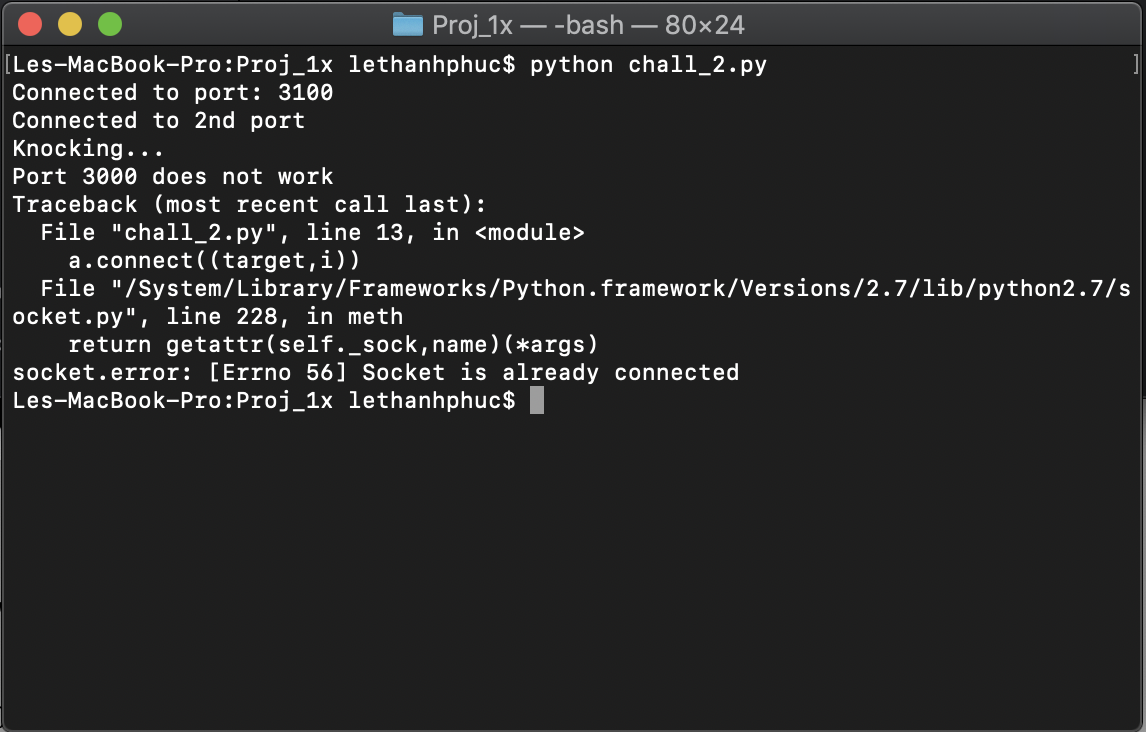 Proj_1x — -bash — 80×24
[Les-MacBook-Pro:Proj_1x lethanhphuc$ python chall_2.py ]
Connected to port: 3100
Connected to 2nd port
Knocking...
Port 3000 does not work
Traceback (most recent call last):
  File "chall_2.py", line 13, in <module>
    a.connect((target,i))
  File "/System/Library/Frameworks/Python.framework/Versions/2.7/lib/python2.7/s
ocket.py", line 228, in meth
    return getattr(self._sock,name)(*args)
socket.error: [Errno 56] Socket is already connected
Les-MacBook-Pro:Proj_1x lethanhphuc$